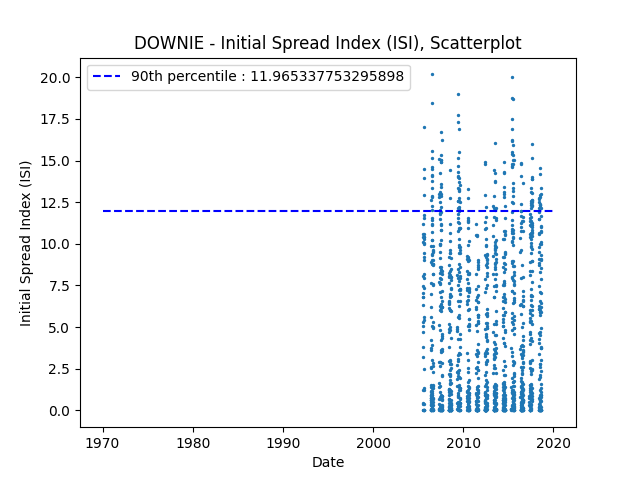 DOWNIE - Initial Spread Index (ISI), Scatterplot
90th percentile : 11.965337753295898
20.0
17.5
15.0
12.5
10.0
7.5
5.0
2.5
0.0
Initial Spread Index (ISI)
1970 1980 1990 2000 2010 2020
Date